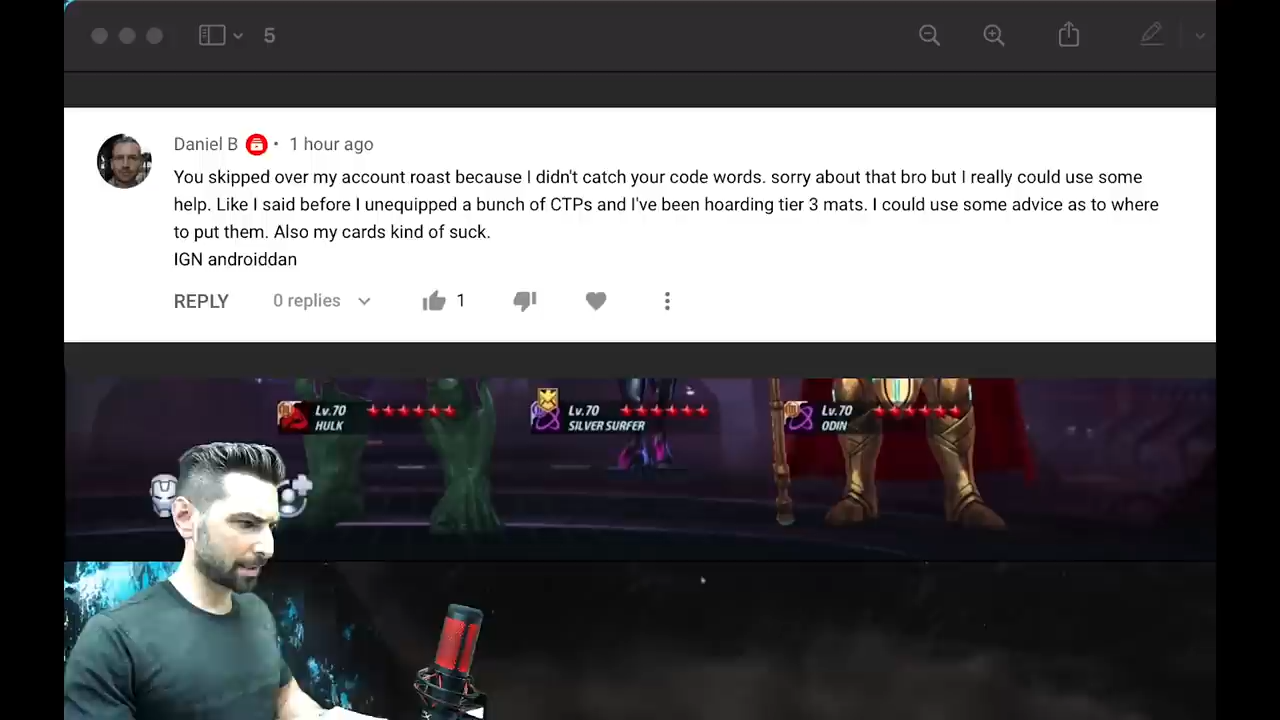 5
Daniel B • 1 hour ago
You skipped over my account roast because I didn't catch your code words. sorry about that bro but I really could use some
help. Like I said before I unequipped a bunch of CTPs and I've been hoarding tier 3 mats. I could use some advice as to where
to put them. Also my cards kind of suck.
IGN androiddan
REPLY 0 replies 1
Lv.70
HULK
Lv.70
SILVER SURFER
Lv.70
ODIN